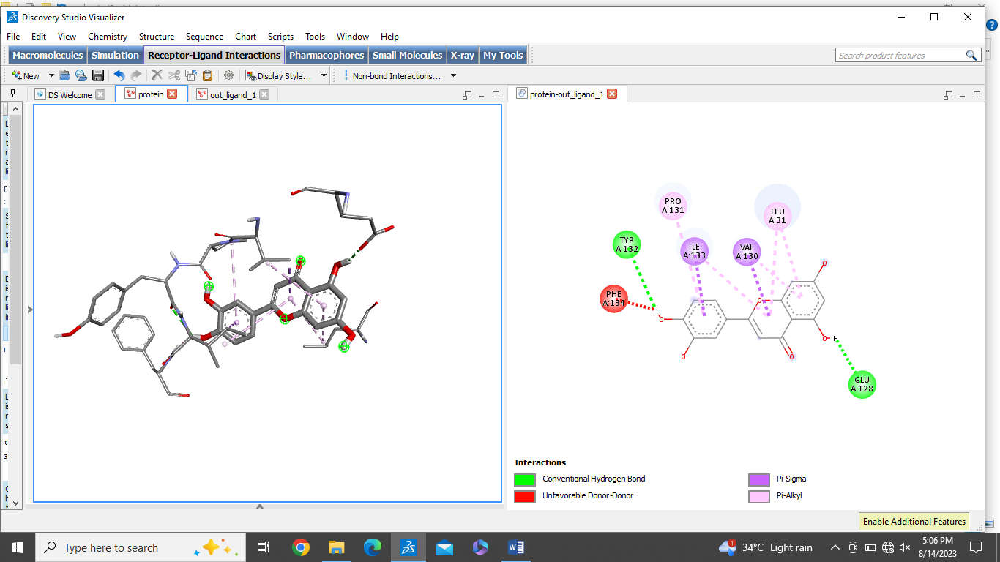 Discovery Studio Visualizer
File Edit View Chemistry Structure Sequence Chart Scripts Tools Window Help
Macromolecules Simulation Receptor-Ligand Interactions Pharmacophores Small Molecules X-ray My Tools
Search product features
New Display Style... Non-bond Interactions...
DS Welcome protein out_ligand_1
protein-out_ligand_1
PRO
A:131
LEU
A:31
TYR
A:132
ILE
A:133
VAL
A:130
PHE
A:134
H
O
O
O
O
O
O
H
GLU
A:128
Interactions
Conventional Hydrogen Bond
Unfavorable Donor-Donor
Pi-Sigma
Pi-Alkyl
Enable Additional Features
Type here to search
1
34°C Light rain
5:06 PM
8/14/2023